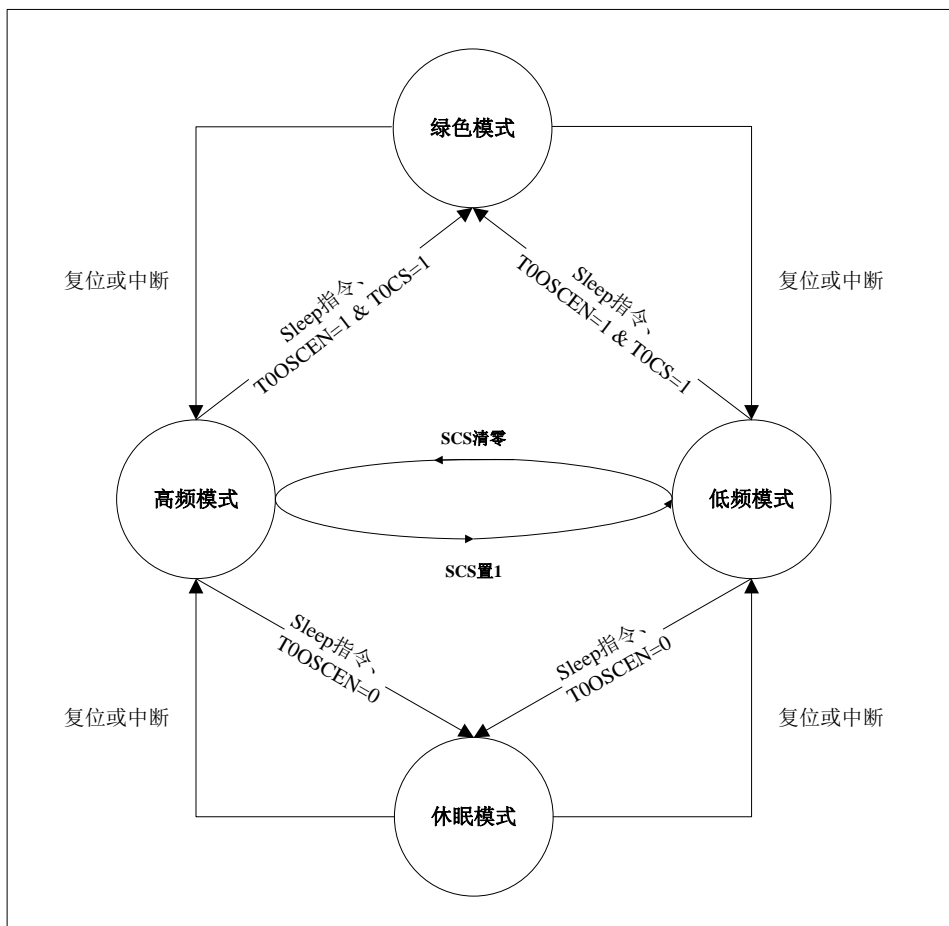 绿色模式
复位或中断
Sleep指令、
T0OSCEN=1 & T0CS=1
Sleep指令、
T0OSCEN=1 & T0CS=1
复位或中断
SCS清零
高频模式
低频模式
SCS置1
Sleep指令、
T0OSCEN=0
Sleep指令、
T0OSCEN=0
复位或中断
复位或中断
休眠模式